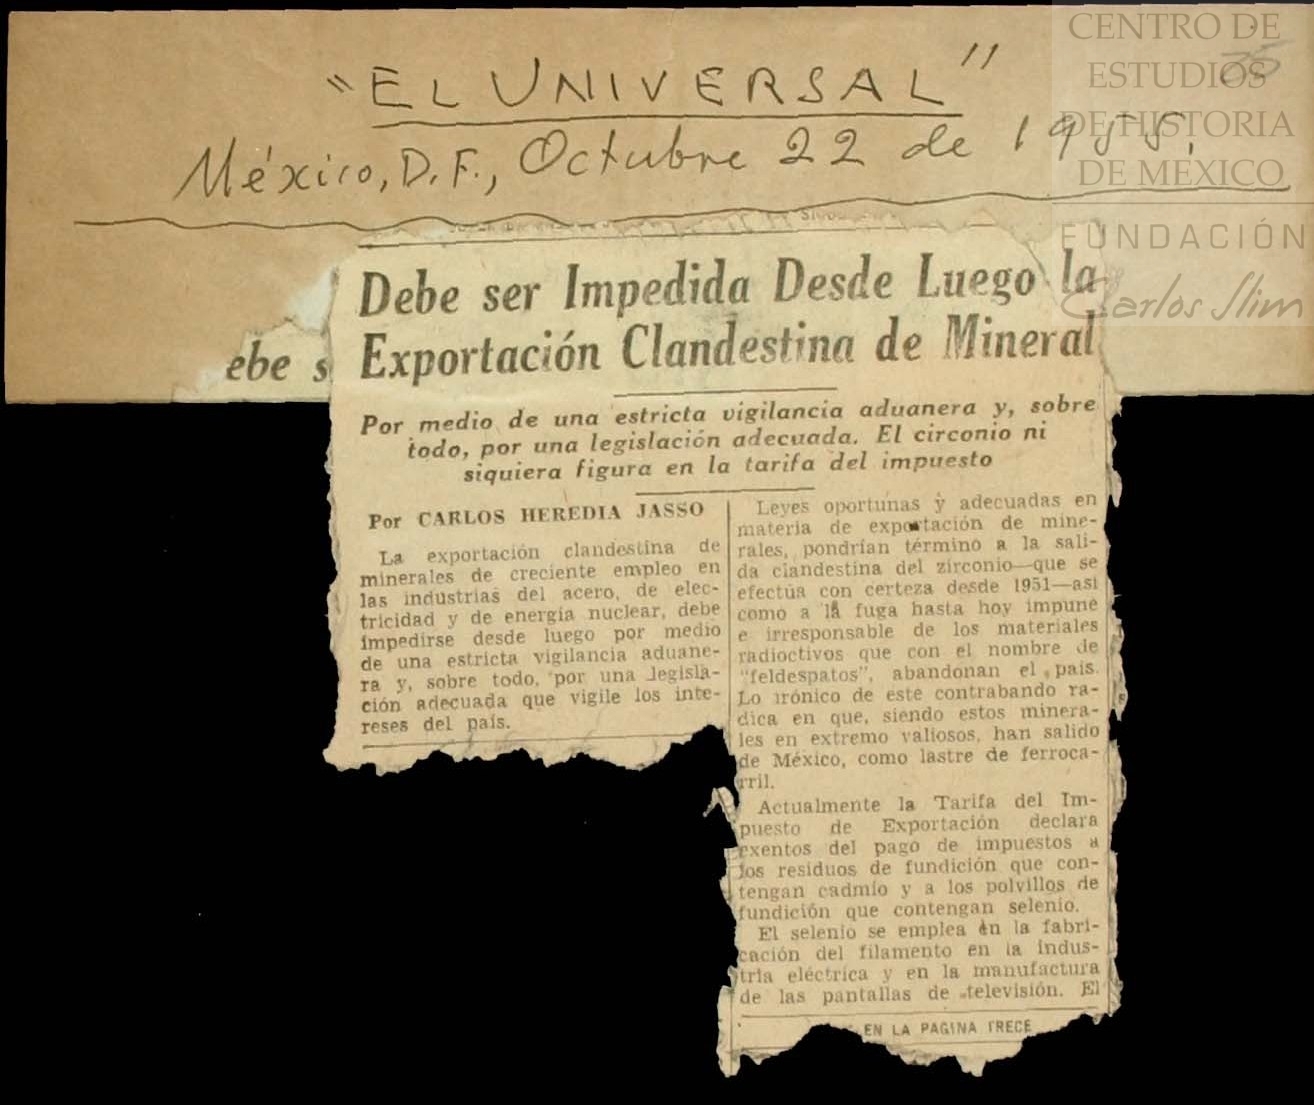 "EL UNIVERSAL"
México, D.F., Octubre 22 de 1955.
CENTRO DE
ESTUDIOS
DE HISTORIA
DE MÉXICO
FUNDACIÓN
Carlos Slim
Debe ser Impedida Desde Luego la
Exportación Clandestina de Mineral
ebe s
Por medio de una estricta vigilancia aduanera y, sobre
todo, por una legislación adecuada. El circonio ni
siquiera figura en la tarifa del impuesto
Por CARLOS HEREDIA JASSO
La exportación clandestina de
minerales de creciente empleo en
las industrias del acero, de elec-
tricidad y de energía nuclear, debe
impedirse desde luego por medio
de una estricta vigilancia aduane-
ra y, sobre todo, por una legisla-
ción adecuada que vigile los inte-
reses del país.
Leyes oportunas y adecuadas en
materia de exportación de mine-
rales, pondrían término a la sali-
da clandestina del zirconio—que se
efectúa con certeza desde 1951—así
como a la fuga hasta hoy impune
e irresponsable de los materiales
radioctivos que con el nombre de
"feldespatos", abandonan el país.
Lo irónico de este contrabando ra-
dica en que, siendo estos minera-
les en extremo valiosos, han salido
de México, como lastre de ferroca-
rril.
Actualmente la Tarifa del Im-
puesto de Exportación declara
exentos del pago de impuestos a
los residuos de fundición que con-
tengan cadmio y a los polvillos de
fundición que contengan selenio.
El selenio se emplea en la fabri-
cación del filamento en la indus-
tria eléctrica y en la manufactura
de las pantallas de televisión. El
EN LA PAGINA TRECE